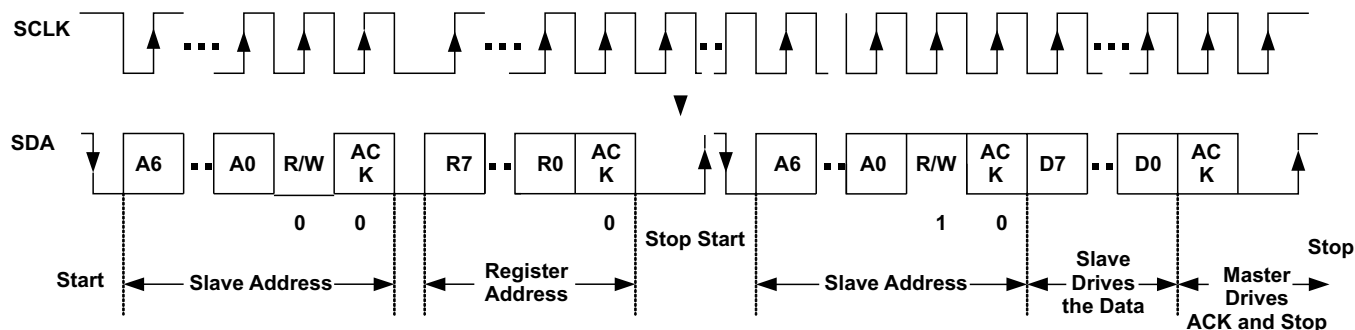 SCLK
SDA
A6
A0
R/W
AC
K
R7
R0
AC
K
A6
A0
R/W
AC
K
D7
D0
AC
K
0
0
0
1
0
Stop Start
Stop
Start
Slave Address
Register
Address
Slave Address
Slave
Drives
the Data
Master
Drives
ACK and Stop